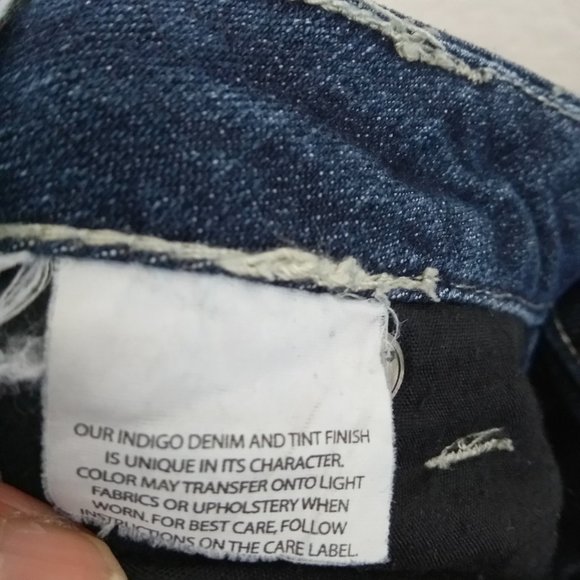 OUR INDIGO DENIM AND TINT FINISH
IS UNIQUE IN ITS CHARACTER.
COLOR MAY TRANSFER ONTO LIGHT
FABRICS OR UPHOLSTERY WHEN
WORN. FOR BEST CARE, FOLLOW
INSTRUCTIONS ON THE CARE LABEL.